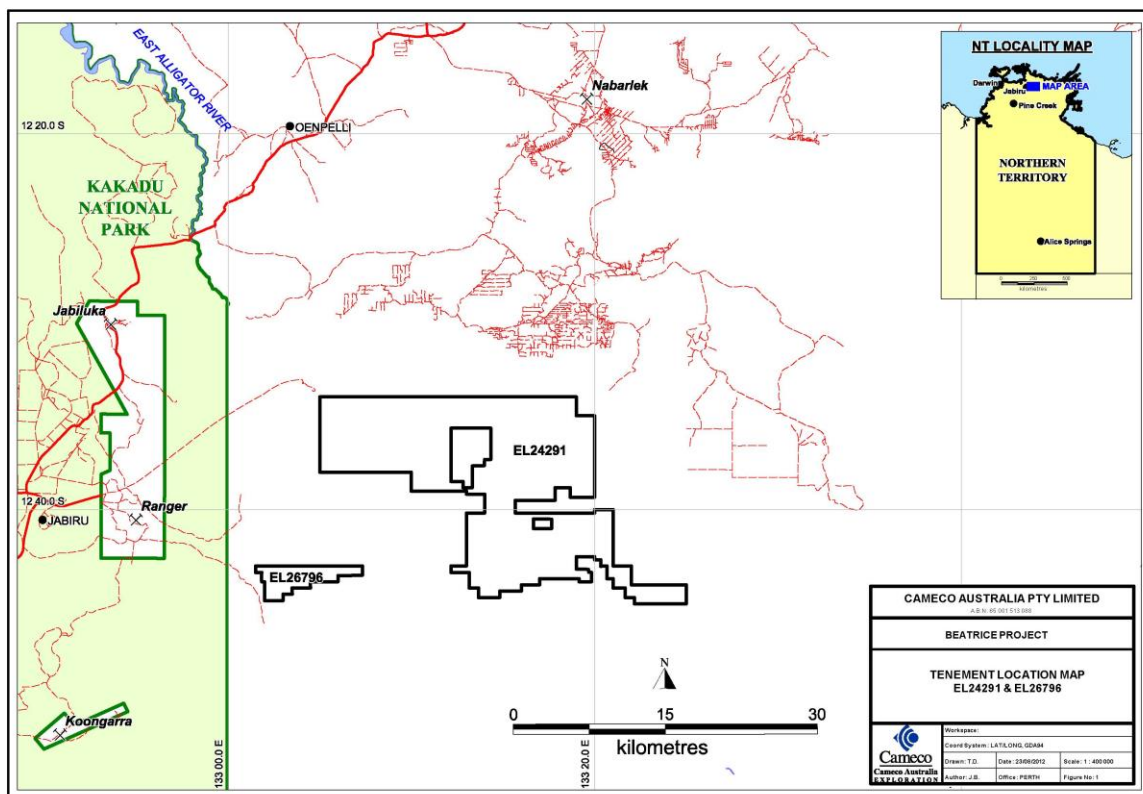 EAST ALLIGATOR RIVER
Nabarlek
12 20.0 S
OENPELLI
KAKADU
NATIONAL
PARK
Jabiluka
EL24291
12 40.0 S
JABIRU
Ranger
EL26796
Koongarra
133 00.0 E
133 20.0 E
N
0 15 30
kilometres
NT LOCALITY MAP
Darwin
Jabiru
MAP AREA
Pine Creek
NORTHERN
TERRITORY
Alice Springs
kilometres
CAMECO AUSTRALIA PTY LIMITED
BEATRICE PROJECT
TENEMENT LOCATION MAP
EL24291 & EL26796
Cameco
Cameco Australia
EXPLORATION
Workspace:
Coord System: LAT/LONG, GDA94
Drawn: T.D. Date: 23/08/2012 Scale: 1 : 400 000
Author: J.B. Office: PERTH Figure No: 1